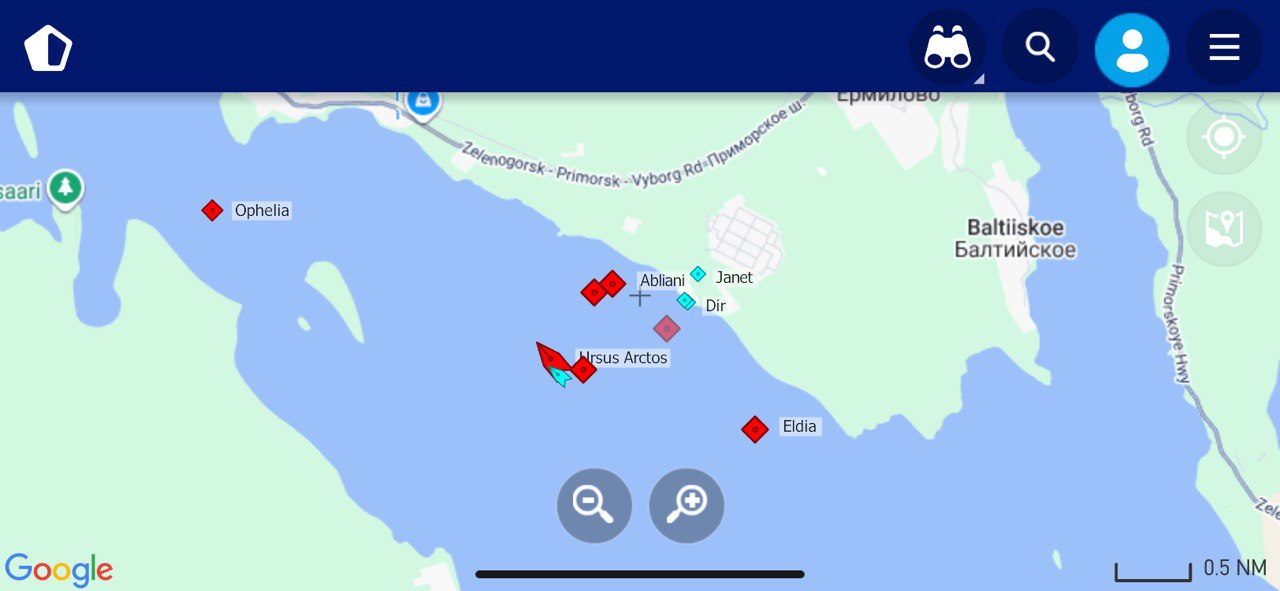 Ермилово
Zelenogorsk - Primorsk - Vyborg Rd-Приморское ш.
borg Rd
saari
Ophelia
Baltiiskoe
Балтийское
Abliani
Janet
Dir
Primorskoye Hwy
Ursus Arctos
Eldia
Zele
Google
0.5 NM